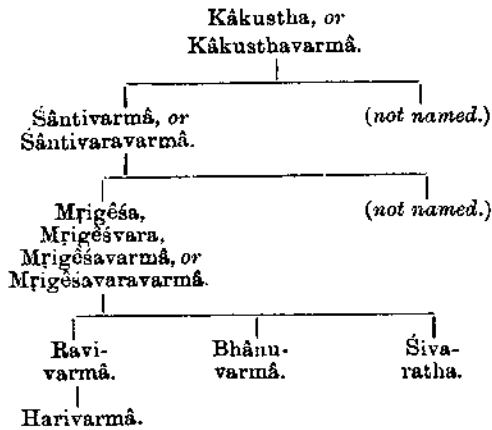 Kâkustha, or
Kâkusthavarmâ.
Śântivarmâ, or
Śântivaravarmâ.
(not named.)
Mṛigêśa,
Mṛigêśvara,
Mṛigêśavarmâ, or
Mṛigêśavaravarmâ.
(not named.)
Ravi-
varmâ.
Bhânu-
varmâ.
Śiva-
ratha.
Harivarmâ.